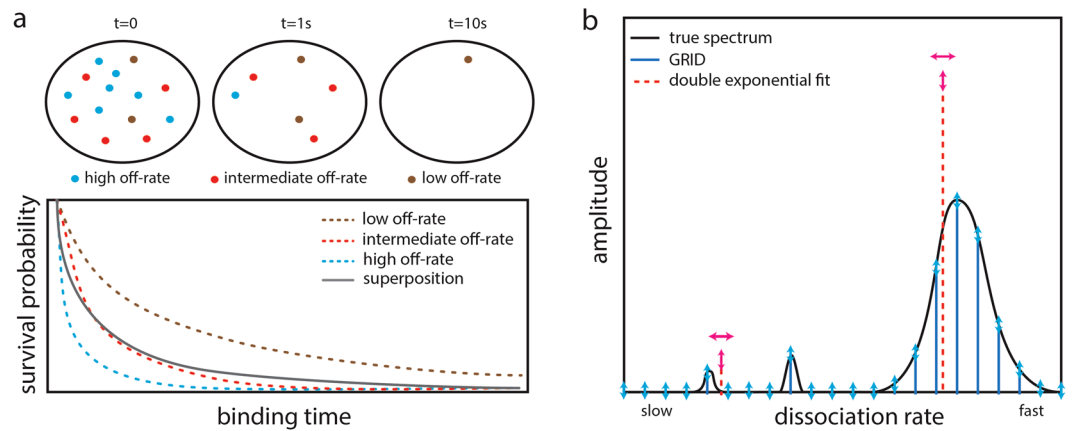 a
t=0
t=1s
t=10s
high off-rate
intermediate off-rate
low off-rate
survival probability
low off-rate
intermediate off-rate
high off-rate
superposition
binding time
b
true spectrum
GRID
double exponential fit
amplitude
slow
dissociation rate
fast